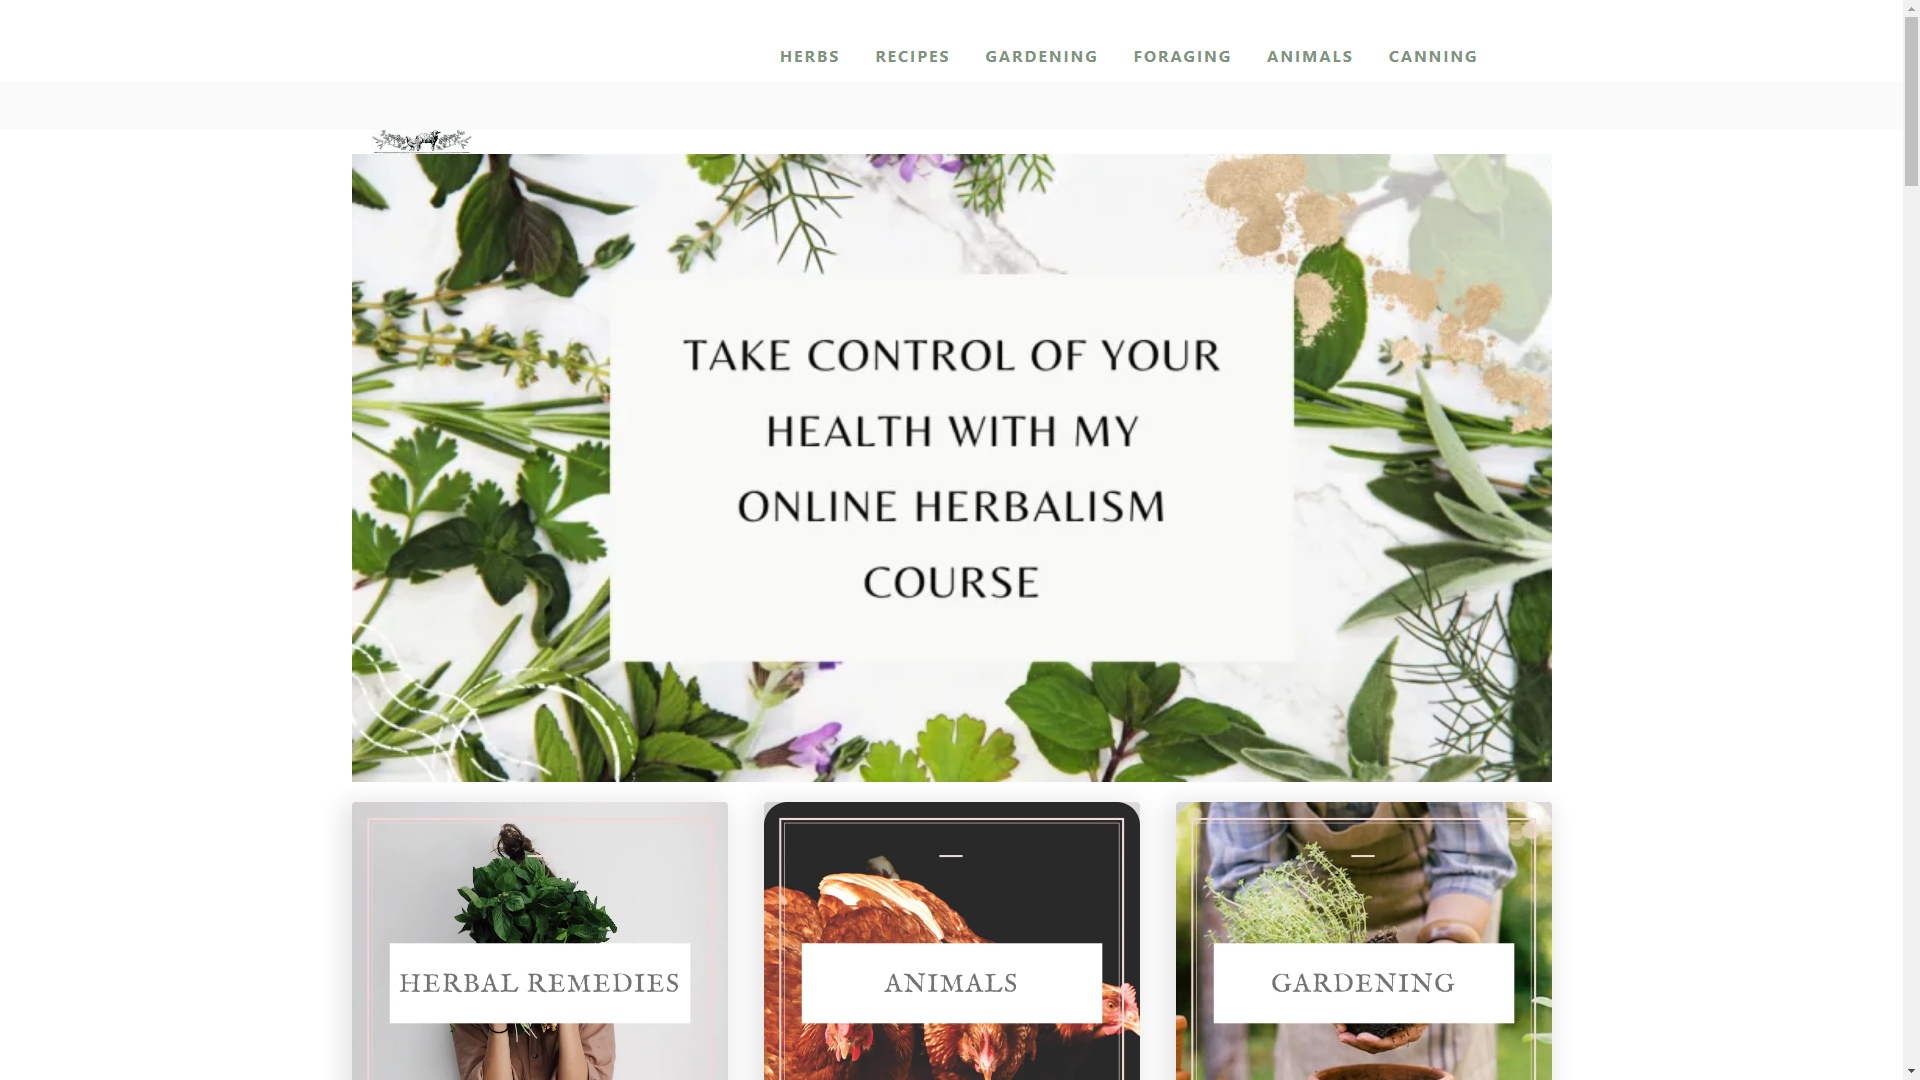 HERBS RECIPES GARDENING FORAGING ANIMALS CANNING
TAKE CONTROL OF YOUR
HEALTH WITH MY
ONLINE HERBALISM
COURSE
HERBAL REMEDIES
ANIMALS
GARDENING